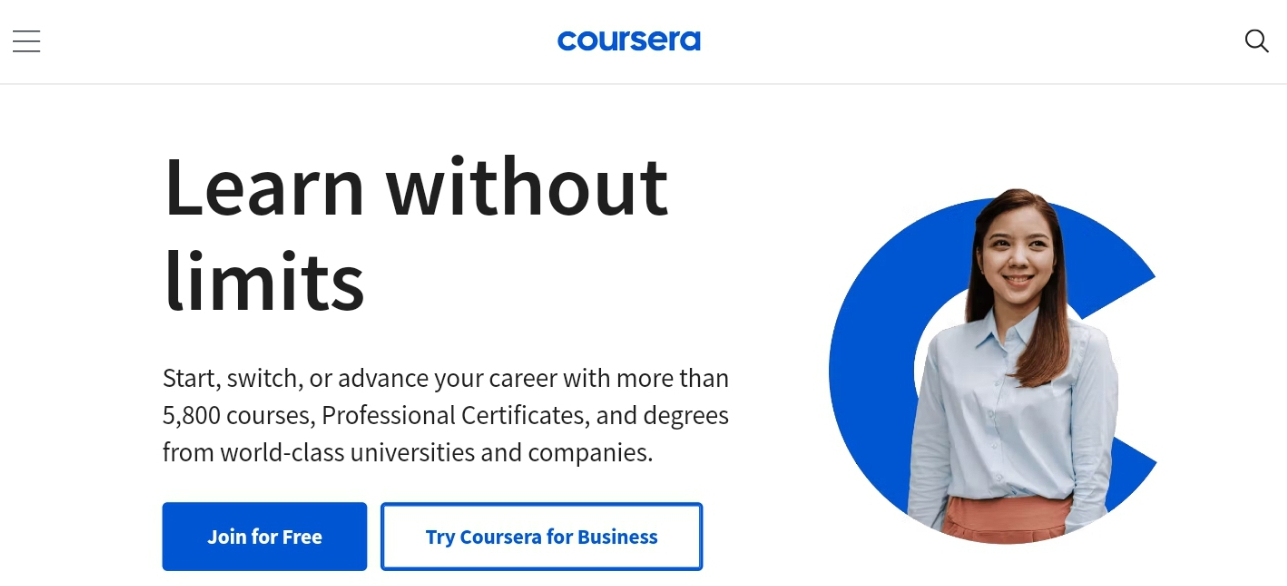 coursera
Learn without
limits
Start, switch, or advance your career with more than
5,800 courses, Professional Certificates, and degrees
from world-class universities and companies.
Join for Free
Try Coursera for Business